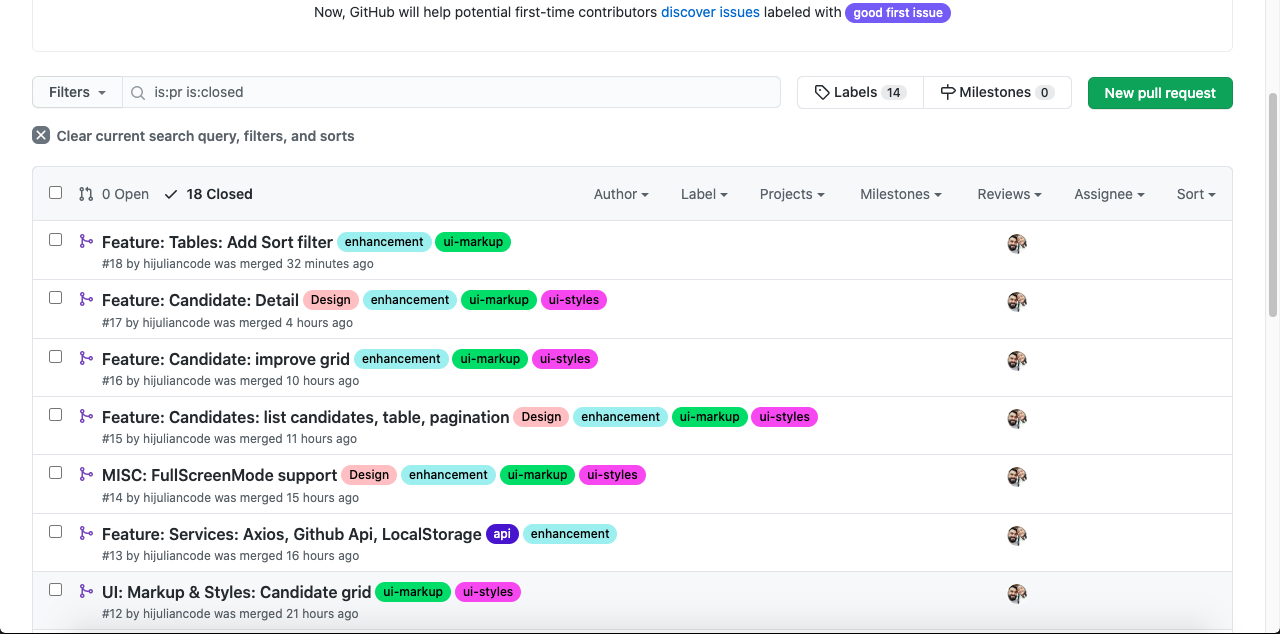 Now, GitHub will help potential first-time contributors discover issues labeled with good first issue
Filters is:pr is:closed Labels 14 Milestones 0 New pull request
Clear current search query, filters, and sorts
0 Open 18 Closed Author Label Projects Milestones Reviews Assignee Sort
Feature: Tables: Add Sort filter enhancement ui-markup
#18 by hijuliancode was merged 32 minutes ago
Feature: Candidate: Detail Design enhancement ui-markup ui-styles
#17 by hijuliancode was merged 4 hours ago
Feature: Candidate: improve grid enhancement ui-markup ui-styles
#16 by hijuliancode was merged 10 hours ago
Feature: Candidates: list candidates, table, pagination Design enhancement ui-markup ui-styles
#15 by hijuliancode was merged 11 hours ago
MISC: FullScreenMode support Design enhancement ui-markup ui-styles
#14 by hijuliancode was merged 15 hours ago
Feature: Services: Axios, Github Api, LocalStorage api enhancement
#13 by hijuliancode was merged 16 hours ago
UI: Markup & Styles: Candidate grid ui-markup ui-styles
#12 by hijuliancode was merged 21 hours ago